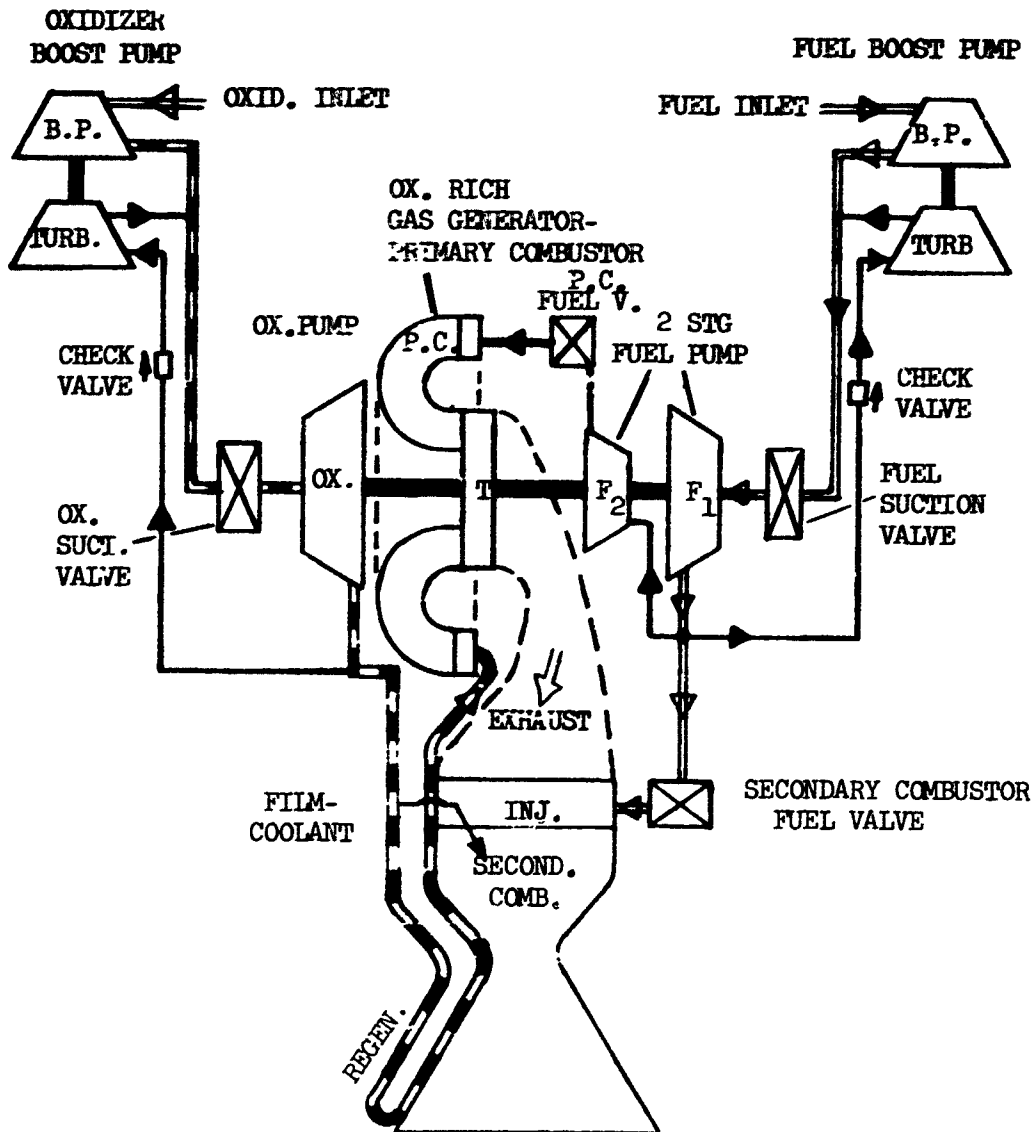 OXIDIZER
BOOST PUMP
FUEL BOOST PUMP
OXID. INLET
FUEL INLET
B.P.
B.P.
TURB.
TURB
OX. RICH
GAS GENERATOR-
PRIMARY COMBUSTOR
P.C.
FUEL V.
OX.PUMP
P.C.
2 STG
FUEL PUMP
CHECK
VALVE
CHECK
VALVE
OX.
T
F2
F1
OX.
SUCT.
VALVE
FUEL
SUCTION
VALVE
EXHAUST
FILM-
COOLANT
INJ.
SECONDARY COMBUSTOR
FUEL VALVE
SECOND.
COMB.
REGEN.